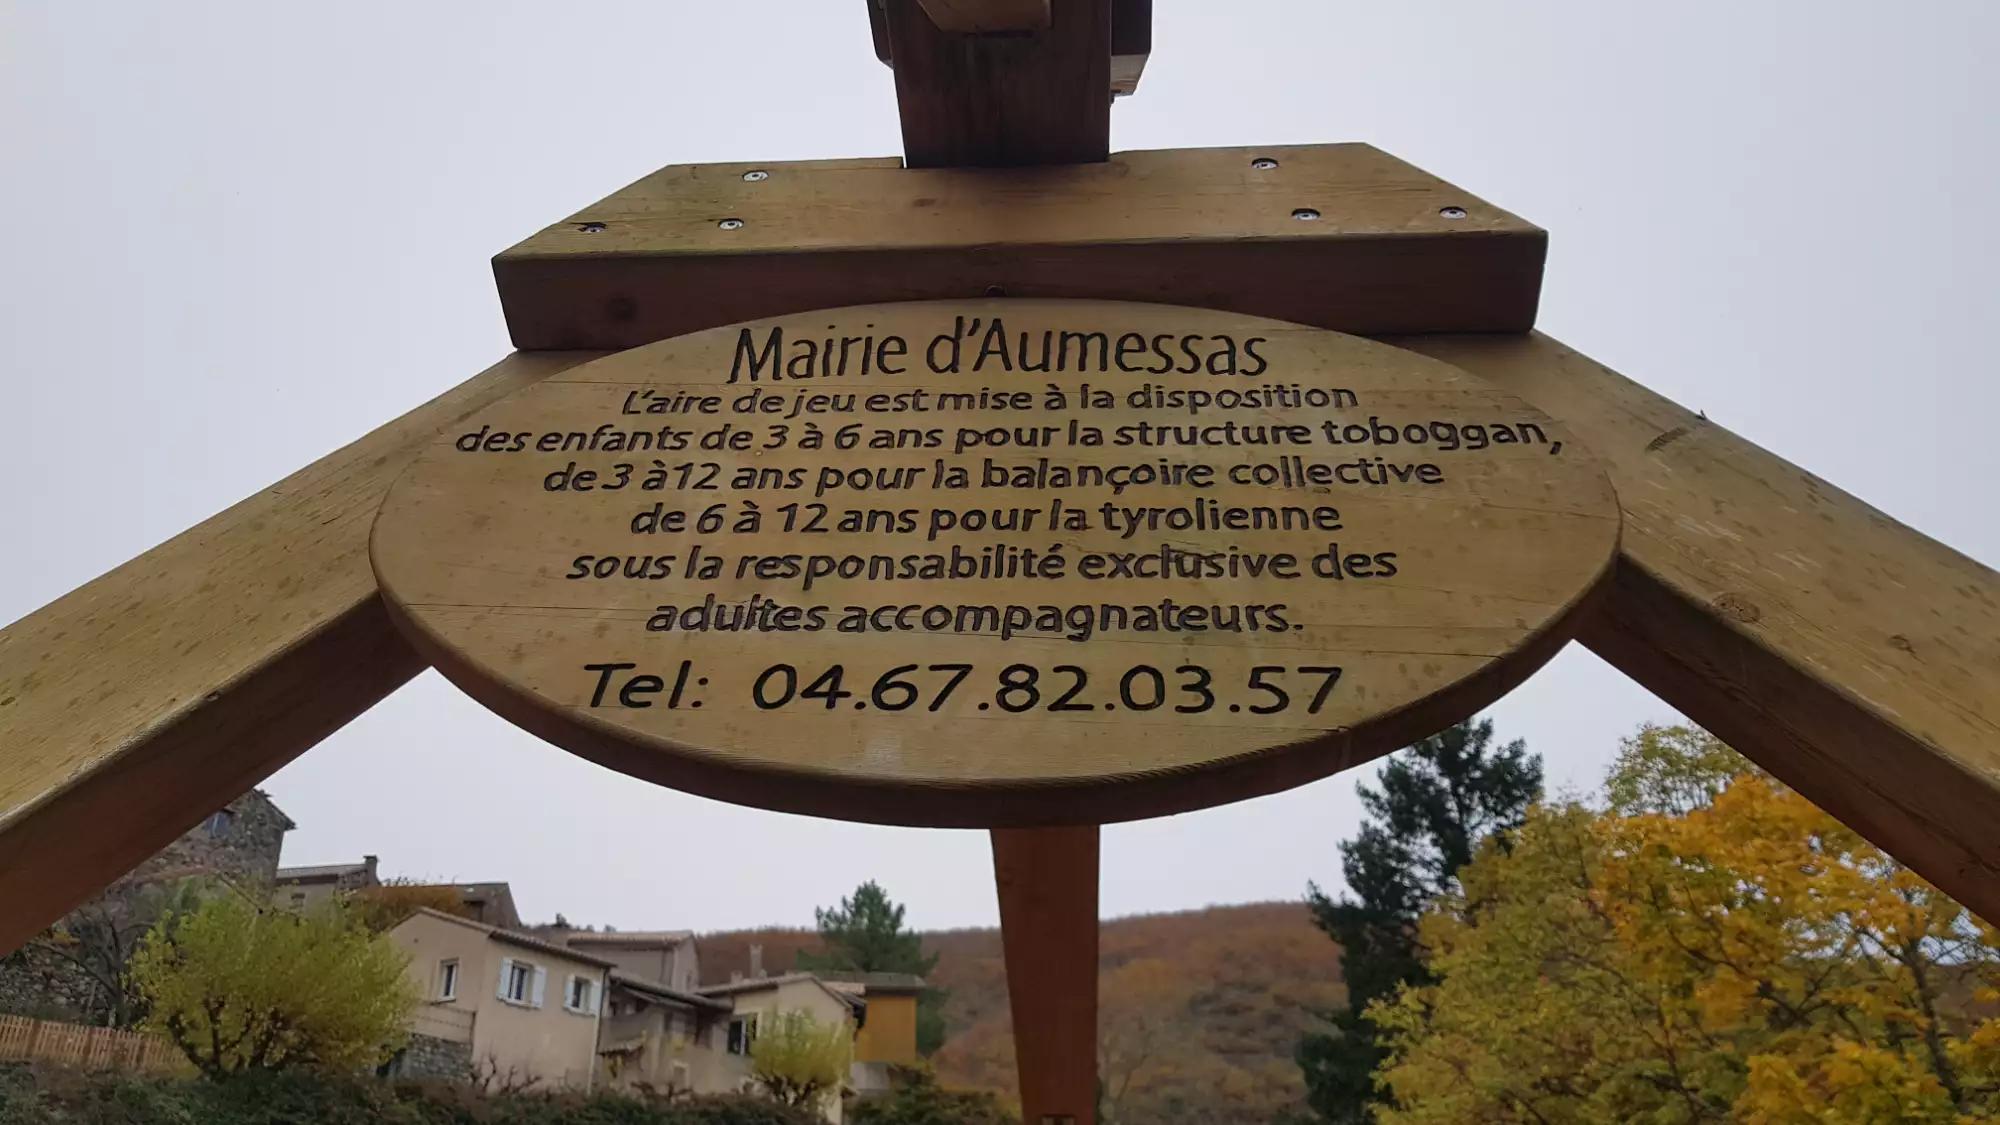 Mairie d'Aumessas
L'aire de jeu est mise à la disposition
des enfants de 3 à 6 ans pour la structure toboggan,
de 3 à 12 ans pour la balançoire collective
de 6 à 12 ans pour la tyrolienne
sous la responsabilité exclusive des
adultes accompagnateurs.
Tel: 04.67.82.03.57